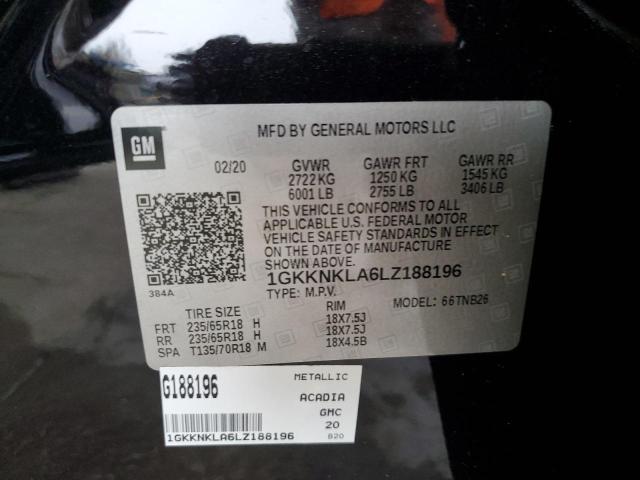 GM
MFD BY GENERAL MOTORS LLC
02/20 GVWR GAWR FRT GAWR RR
2722 KG 1250 KG 1545 KG
6001 LB 2755 LB 3406 LB
THIS VEHICLE CONFORMS TO ALL
APPLICABLE U.S. FEDERAL MOTOR
VEHICLE SAFETY STANDARDS IN EFFECT
ON THE DATE OF MANUFACTURE
SHOWN ABOVE.
1GKKNKLA6LZ188196
384A
TYPE: M.P.V. MODEL: 66TNB26
TIRE SIZE RIM
FRT 235/65R18 H 18X7.5J
RR 235/65R18 H 18X7.5J
SPA T135/70R18 M 18X4.5B
G188196 METALLIC
ACADIA
GMC
20
1GKKNKLA6LZ188196 B20